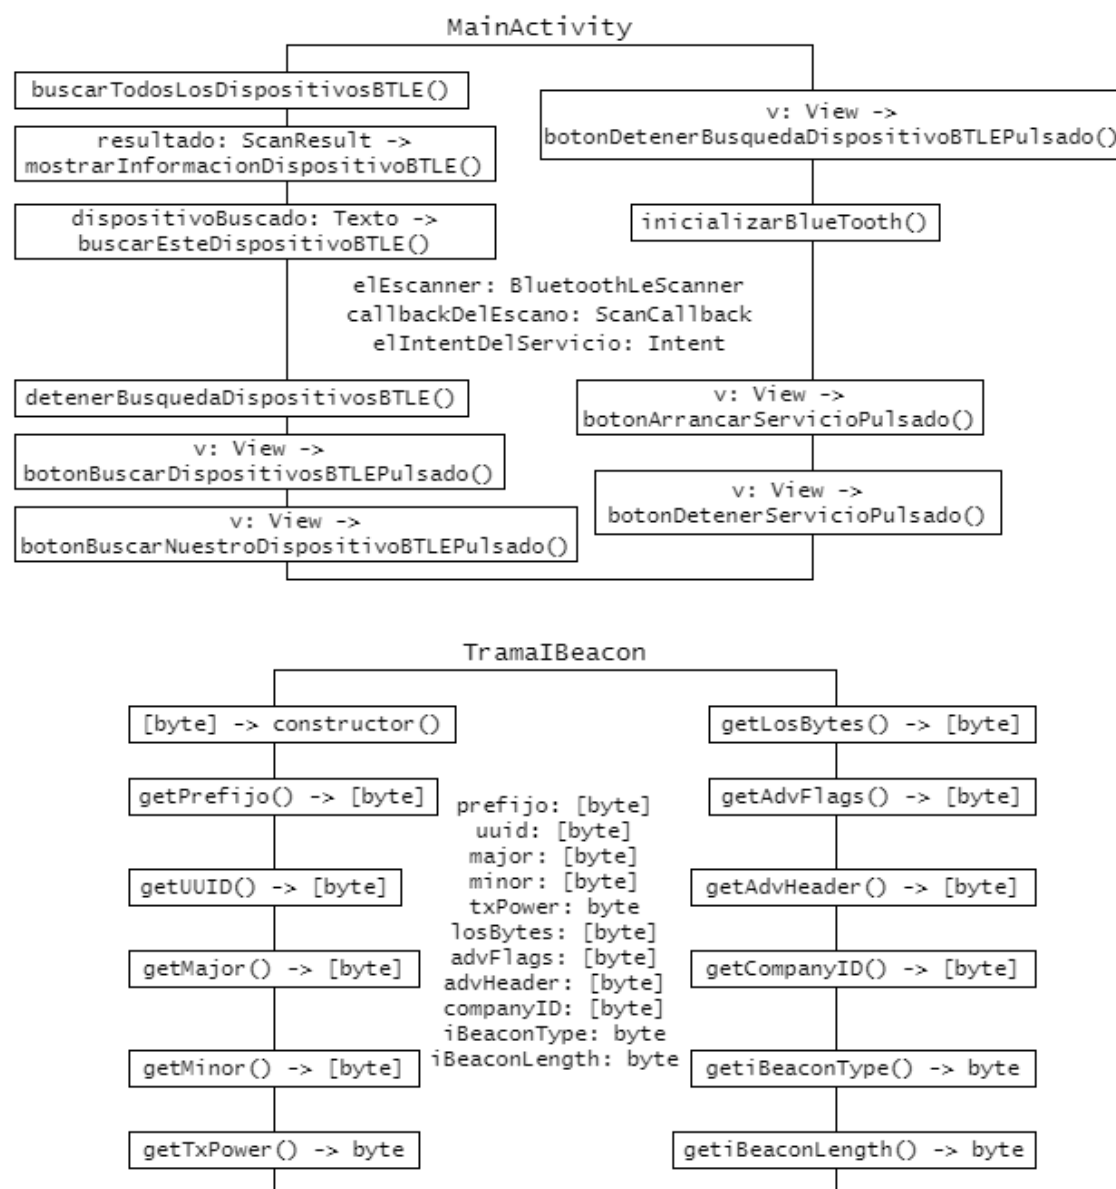 MainActivity
buscarTodosLosDispositivosBTLE()
resultado: ScanResult ->
mostrarInformacionDispositivoBTLE()
dispositivoBuscado: Texto ->
buscarEsteDispositivoBTLE()
v: View ->
botonDetenerBusquedaDispositivoBTLEPulsado()
inicializarBlueTooth()
elEscanner: BluetoothLeScanner
callbackDelEscano: ScanCallback
elIntentDelServicio: Intent
detenerBusquedaDispositivosBTLE()
v: View ->
botonBuscarDispositivosBTLEPulsado()
v: View ->
botonBuscarNuestroDispositivoBTLEPulsado()
v: View ->
botonArrancarServicioPulsado()
v: View ->
botonDetenerServicioPulsado()
TramaIBeacon
[byte] -> constructor()
getPrefijo() -> [byte]
getUUID() -> [byte]
getMajor() -> [byte]
getMinor() -> [byte]
getTxPower() -> byte
prefijo: [byte]
uuid: [byte]
major: [byte]
minor: [byte]
txPower: byte
losBytes: [byte]
advFlags: [byte]
advHeader: [byte]
companyID: [byte]
iBeaconType: byte
iBeaconLength: byte
getLosBytes() -> [byte]
getAdvFlags() -> [byte]
getAdvHeader() -> [byte]
getCompanyID() -> [byte]
getiBeaconType() -> byte
getiBeaconLength() -> byte